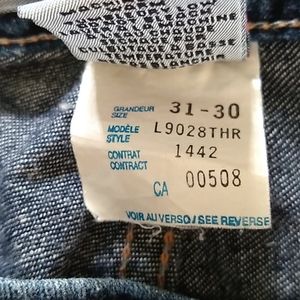 GRANDEUR
SIZE 31-30
MODÈLE
STYLE L9028THR
CONTRAT
CONTRACT 1442
CA 00508
VOIR AU VERSO/SEE REVERSE